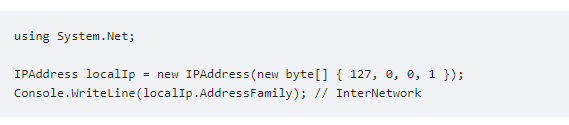 using System.Net;
IPAddress localIp = new IPAddress(new byte[] { 127, 0, 0, 1 });
Console.WriteLine(localIp.AddressFamily); // InterNetwork